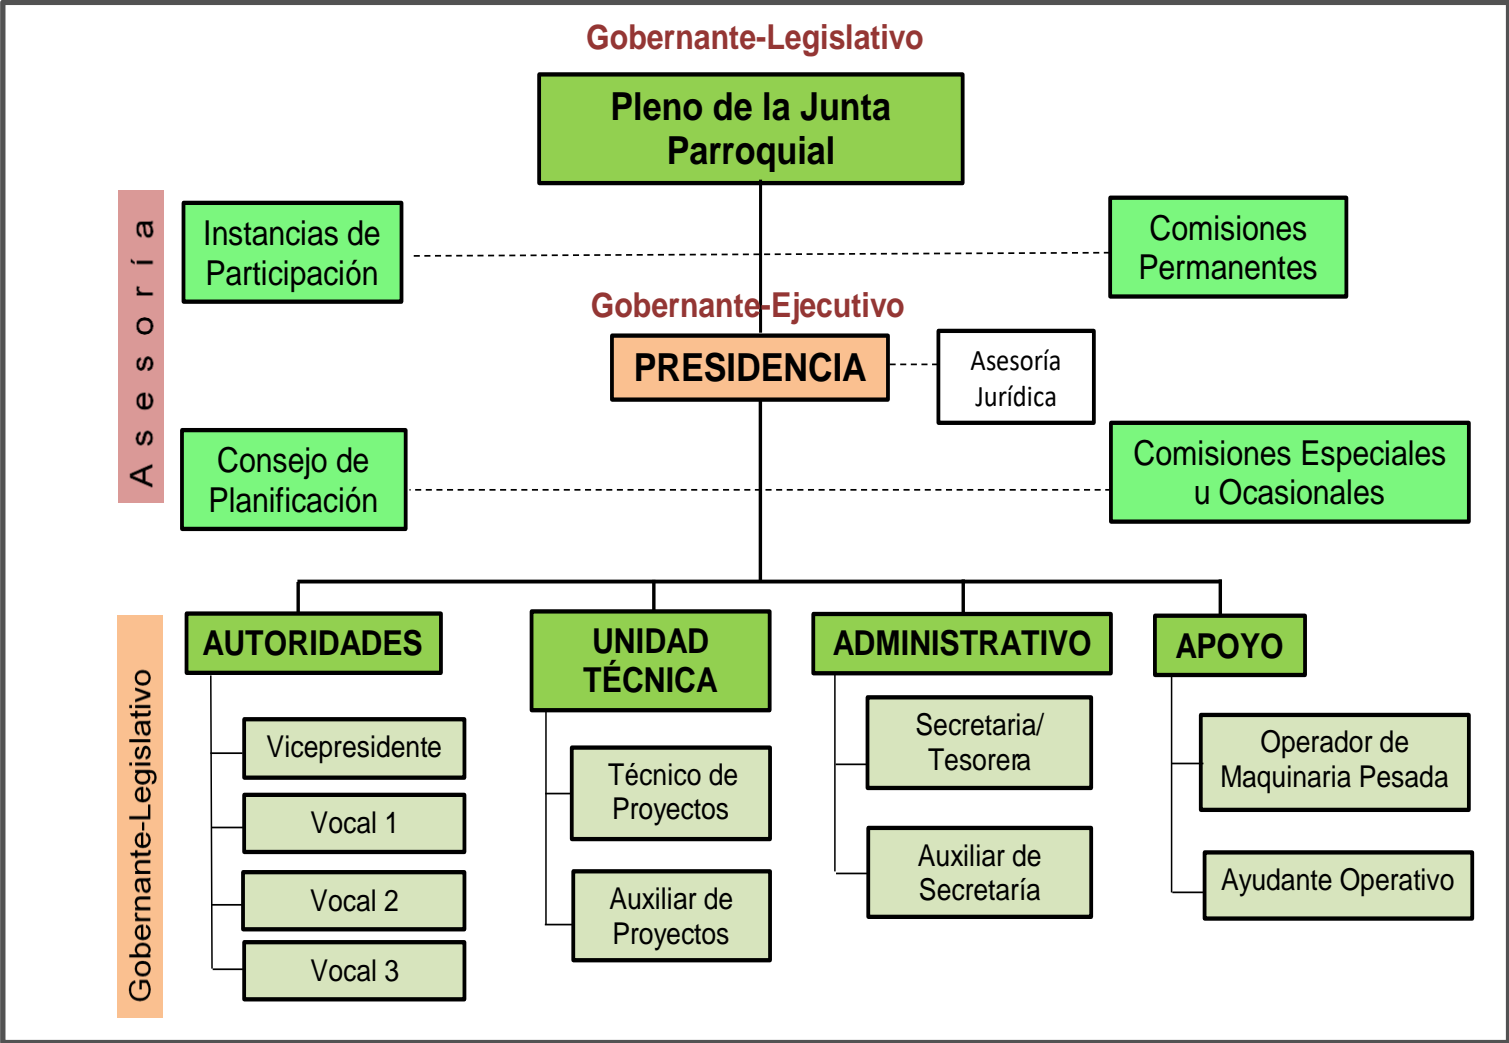 Gobernante-Legislativo
Pleno de la Junta
Parroquial
Asesoría
Instancias de
Participación
Comisiones
Permanentes
Gobernante-Ejecutivo
PRESIDENCIA
Asesoría
Jurídica
Consejo de
Planificación
Comisiones Especiales
u Ocasionales
Gobernante-Legislativo
AUTORIDADES
Vicepresidente
Vocal 1
Vocal 2
Vocal 3
UNIDAD
TÉCNICA
Técnico de
Proyectos
Auxiliar de
Proyectos
ADMINISTRATIVO
Secretaria/
Tesorera
Auxiliar de
Secretaría
APOYO
Operador de
Maquinaria Pesada
Ayudante Operativo